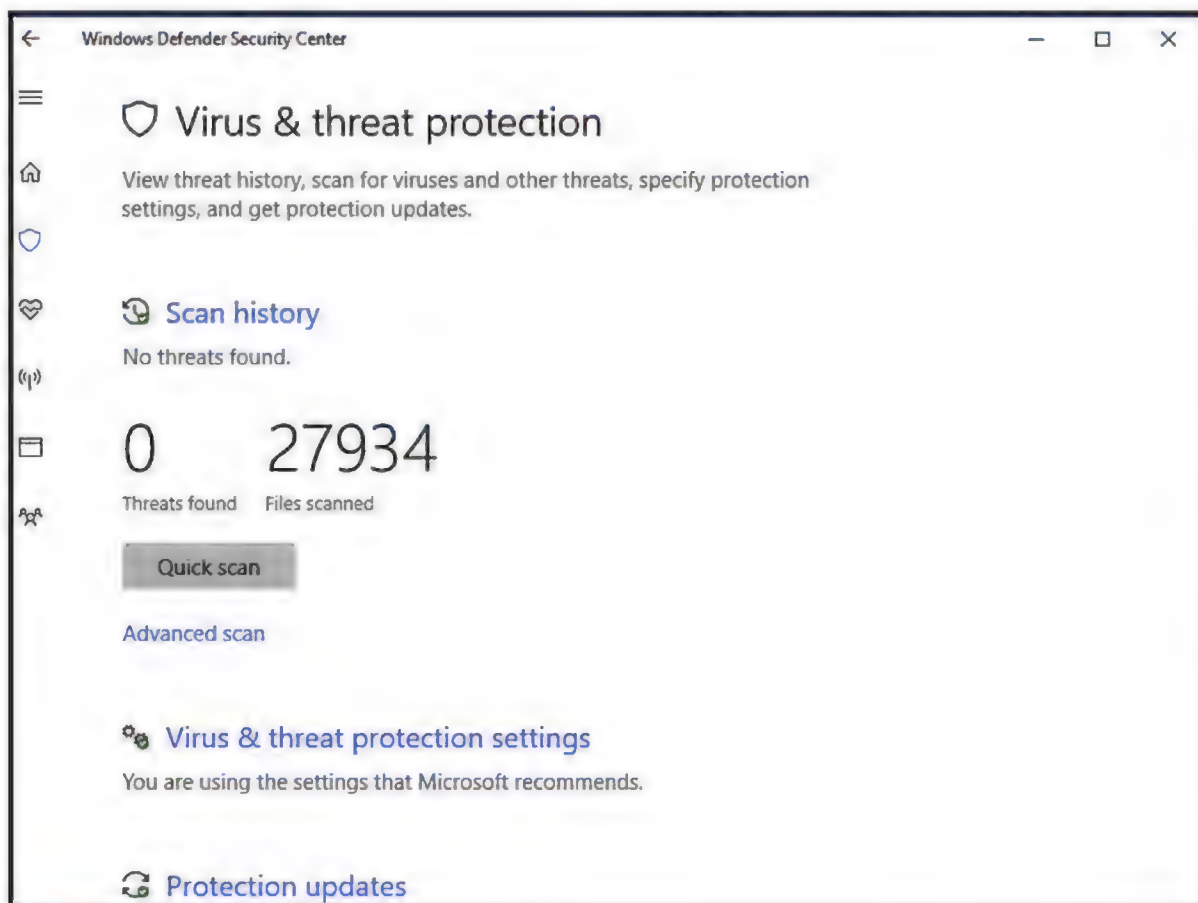 Windows Defender Security Center
Virus & threat protection
View threat history, scan for viruses and other threats, specify protection
settings, and get protection updates.
Scan history
No threats found.
0 27934
Threats found Files scanned
Quick scan
Advanced scan
Virus & threat protection settings
You are using the settings that Microsoft recommends.
Protection updates